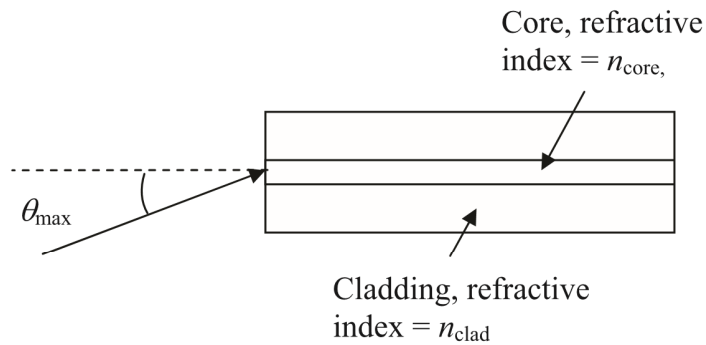 Core, refractive
index = n_core,
θ_max
Cladding, refractive
index = n_clad